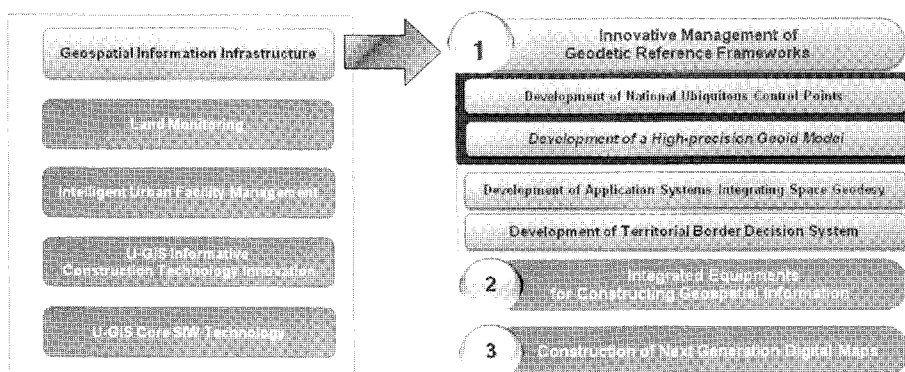 Geospatial Information Infrastructure
Land Monitoring
Intelligent Urban Facility Management
U-GIS Informative
Construction Technology Innovation
U-GIS Core S/W Technology
1
Innovative Management of
Geodetic Reference Frameworks
Development of National Ubiquitous Control Points
Development of a High-precision Geoid Model
Development of Application Systems Integrating Space Geodesy
Development of Territorial Border Decision System
2
Integrated Equipments
for Constructing Geospatial Information
3
Construction of Next Generation Digital Maps